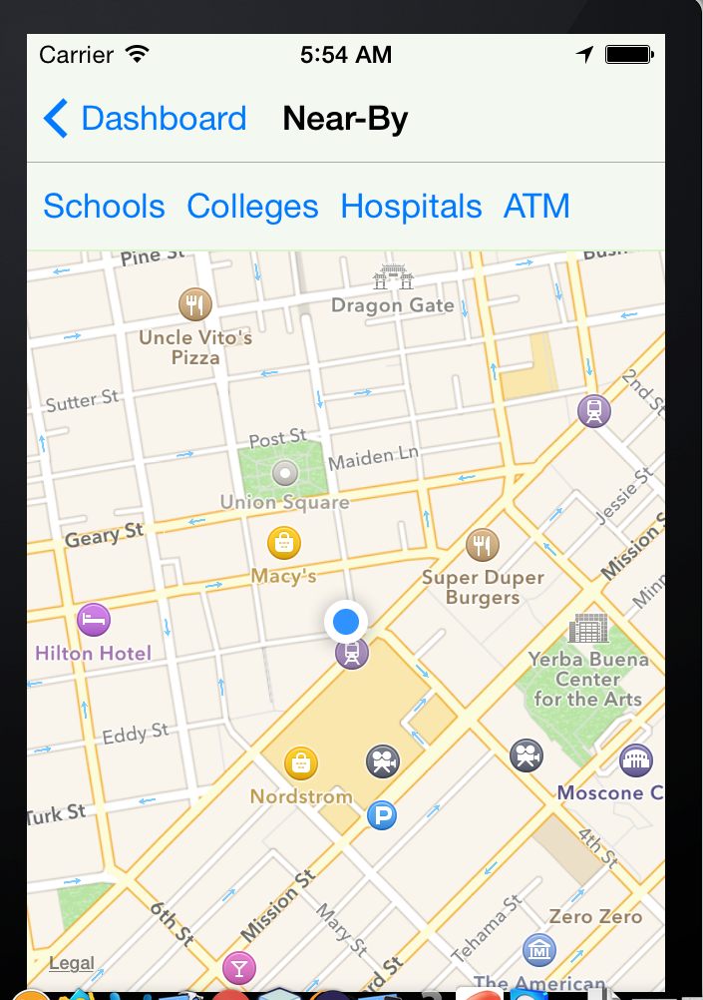 Carrier 5:54 AM
Dashboard Near-By
Schools Colleges Hospitals ATM
Pine St
Dragon Gate
Uncle Vito's
Pizza
2nd St
Sutter St
Post St
Maiden Ln
Union Square
Jessie St
Geary St
Mission S
Macy's
Super Duper
Burgers
Minn
Hilton Hotel
Yerba Buena
Center
for the Arts
Eddy St
Nordstrom
Moscone C
Turk St
P
4th St
6th St
Mission St
Mary St
Tehama St
Zero Zero
Legal
rd St
The American